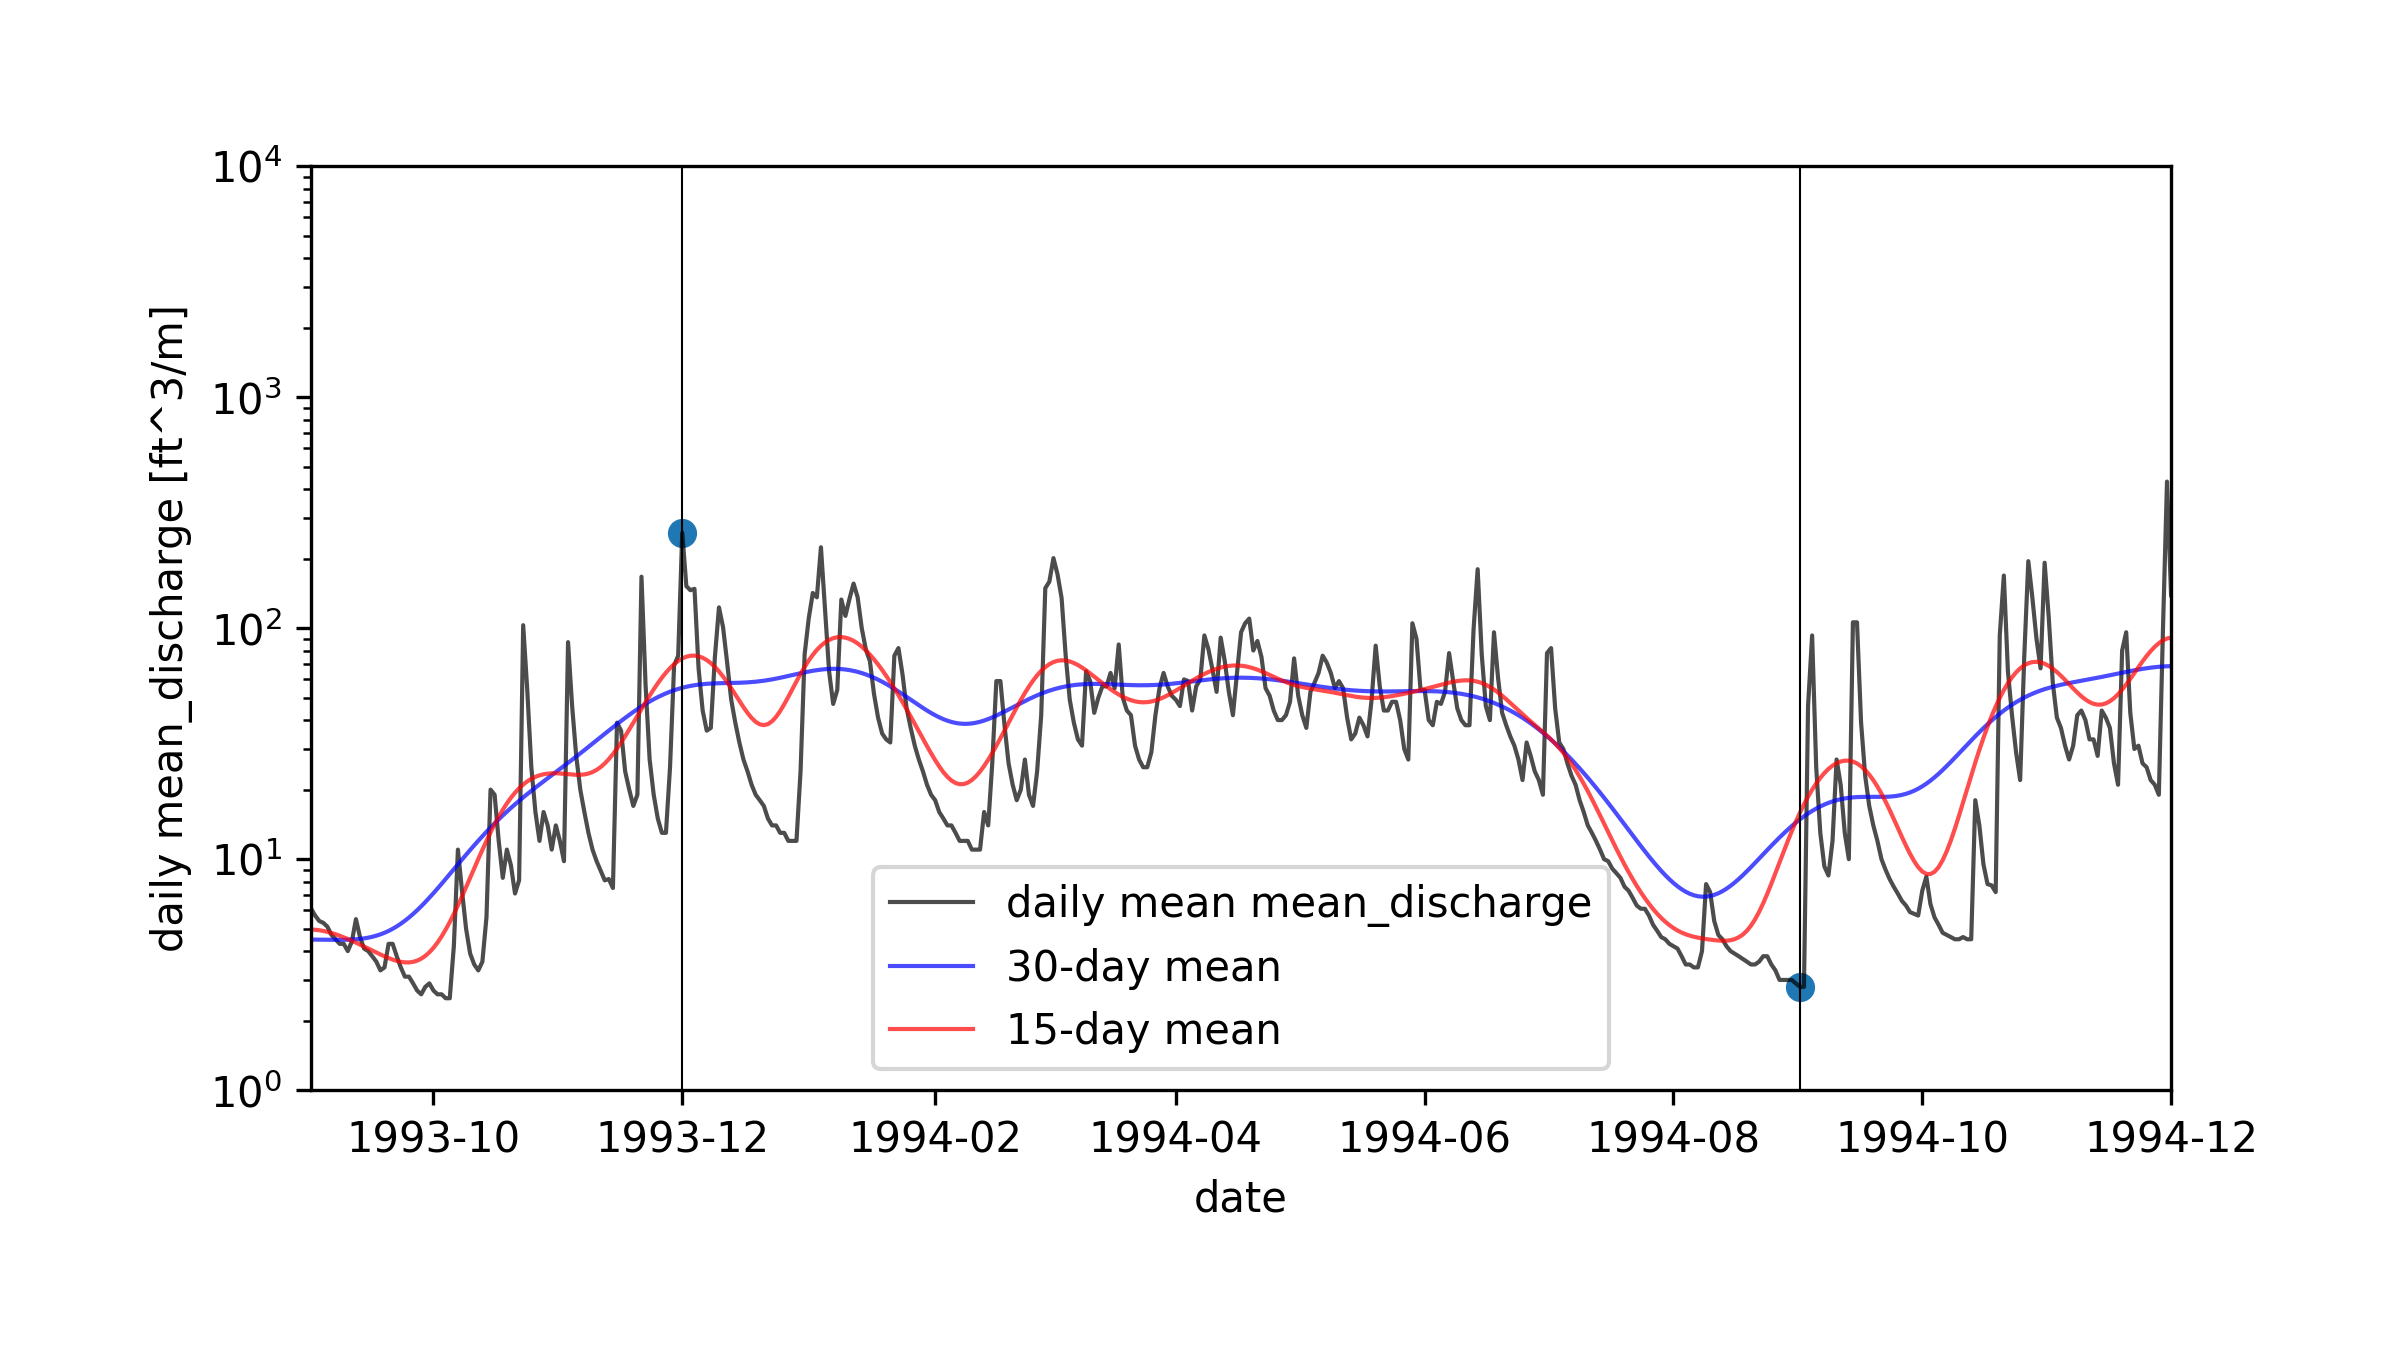 10^4
10^3
10^2
10^1
10^0
daily mean_discharge [ft^3/m]
daily mean mean_discharge
30-day mean
15-day mean
1993-10 1993-12 1994-02 1994-04 1994-06 1994-08 1994-10 1994-12
date